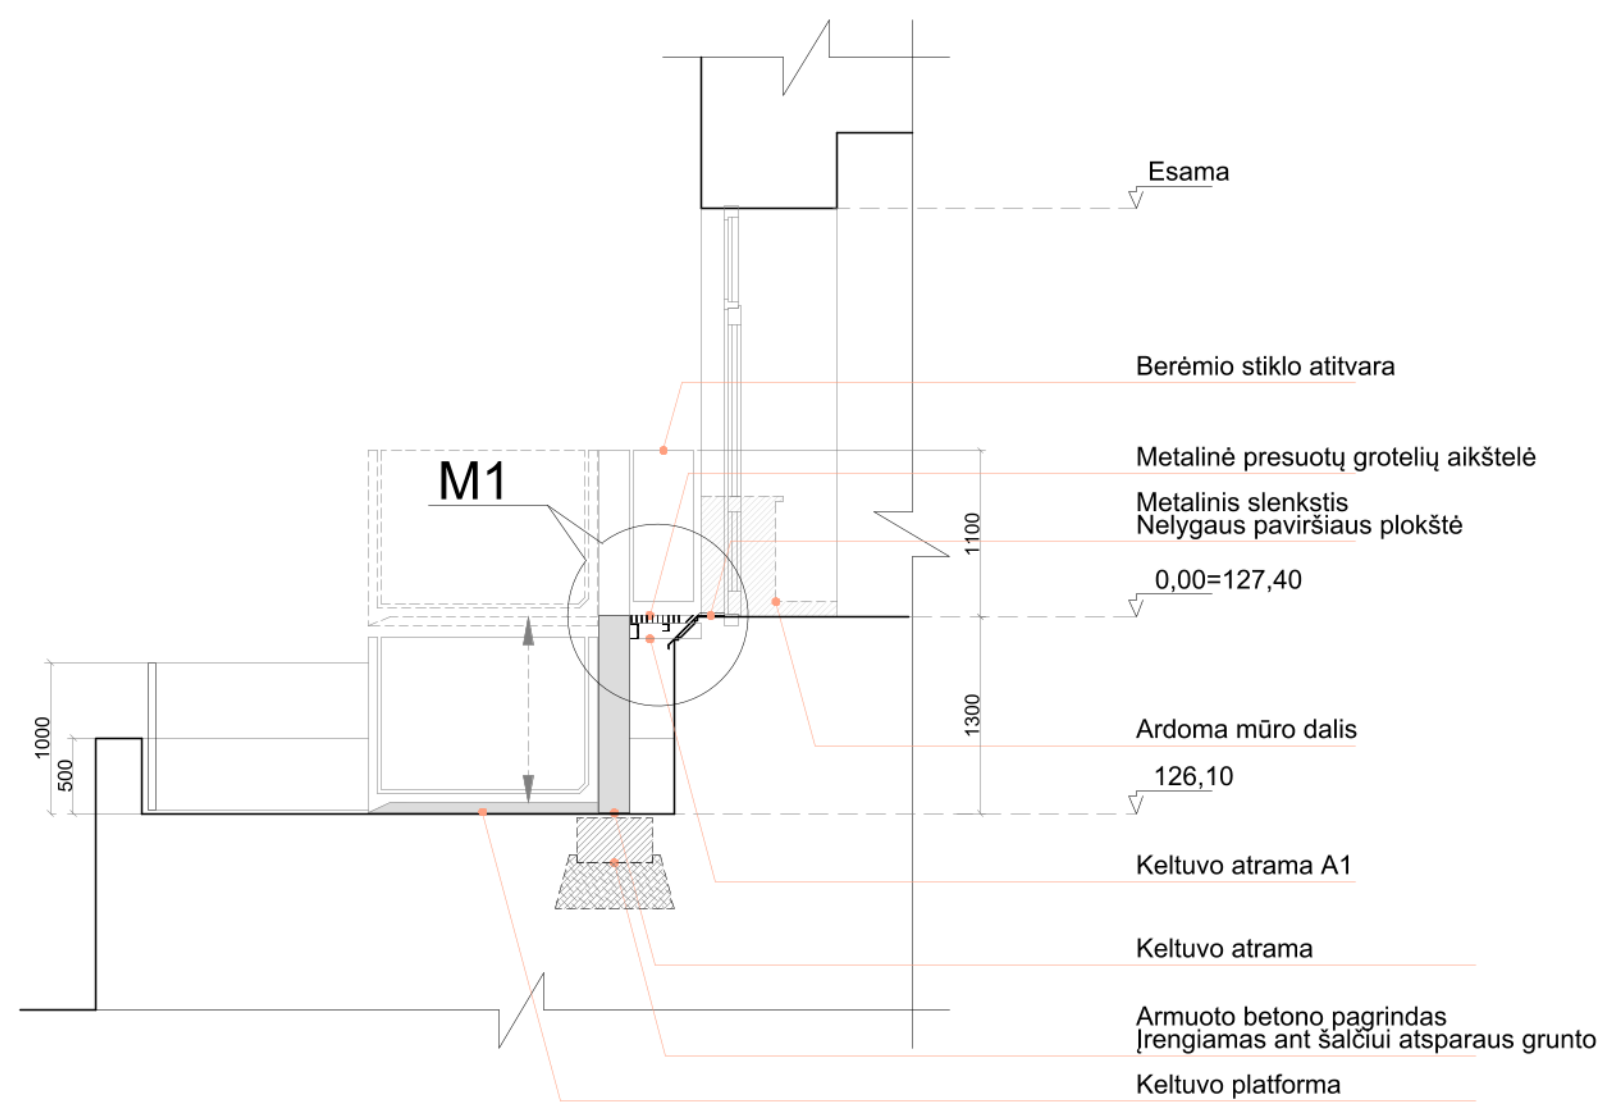 Esama
Berėmio stiklo atitvara
M1
Metalinė presuotų grotelių aikštelė
Metalinis slenkstis
Nelygaus paviršiaus plokštė
1100
0,00=127,40
1000
500
1300
Ardoma mūro dalis
126,10
Keltuvo atrama A1
Keltuvo atrama
Armuoto betono pagrindas
Įrengiamas ant šalčiui atsparaus grunto
Keltuvo platforma